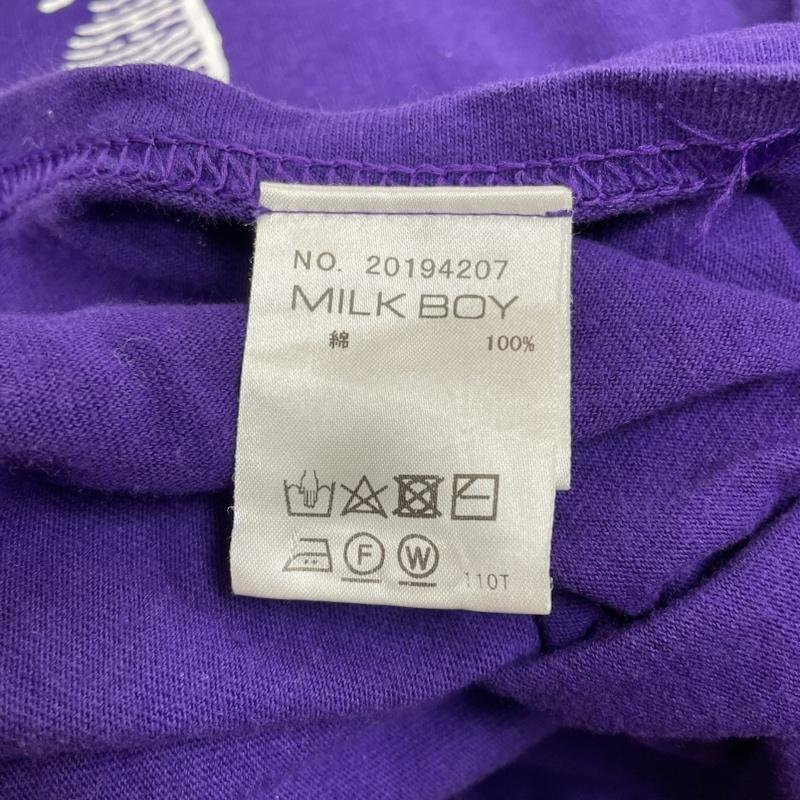 NO. 20194207
MILK BOY
綿 100%
F W 110T